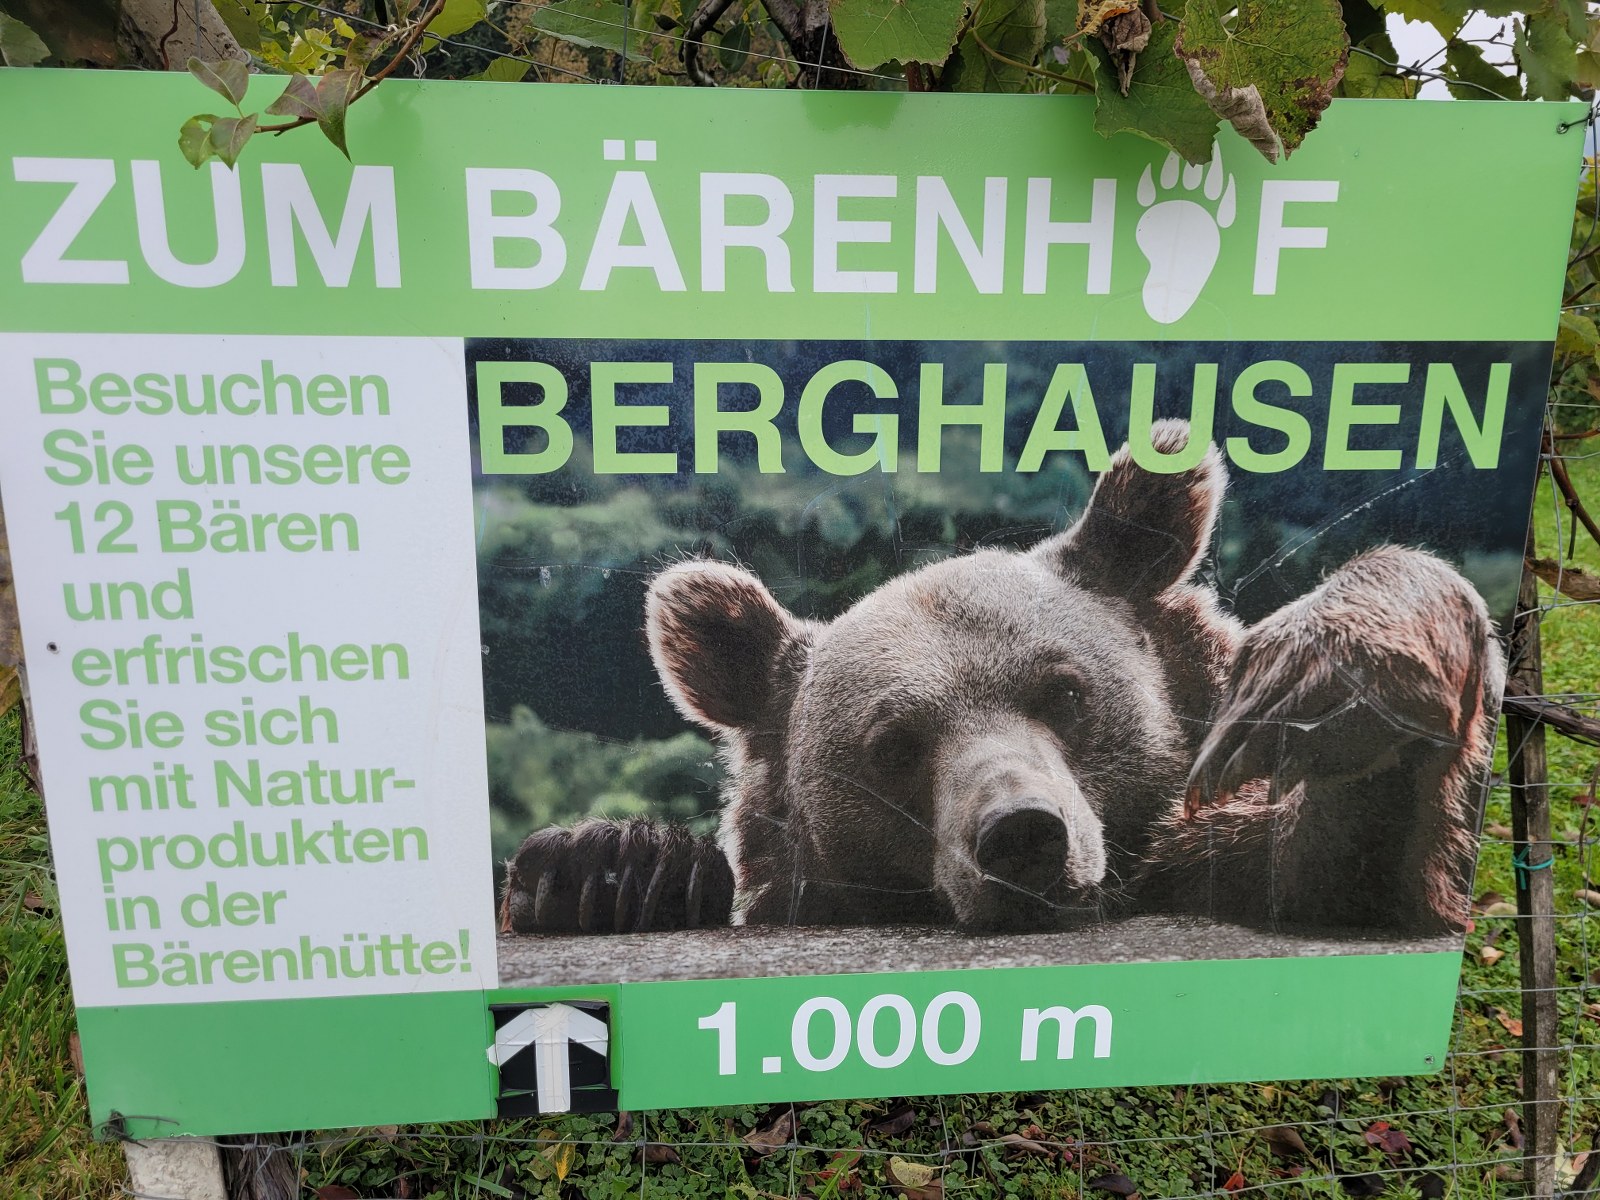 ZUM BÄRENHOF
BERGHAUSEN
Besuchen
Sie unsere
12 Bären
und
erfrischen
Sie sich
mit Natur-
produkten
in der
Bärenhütte!
1.000 m